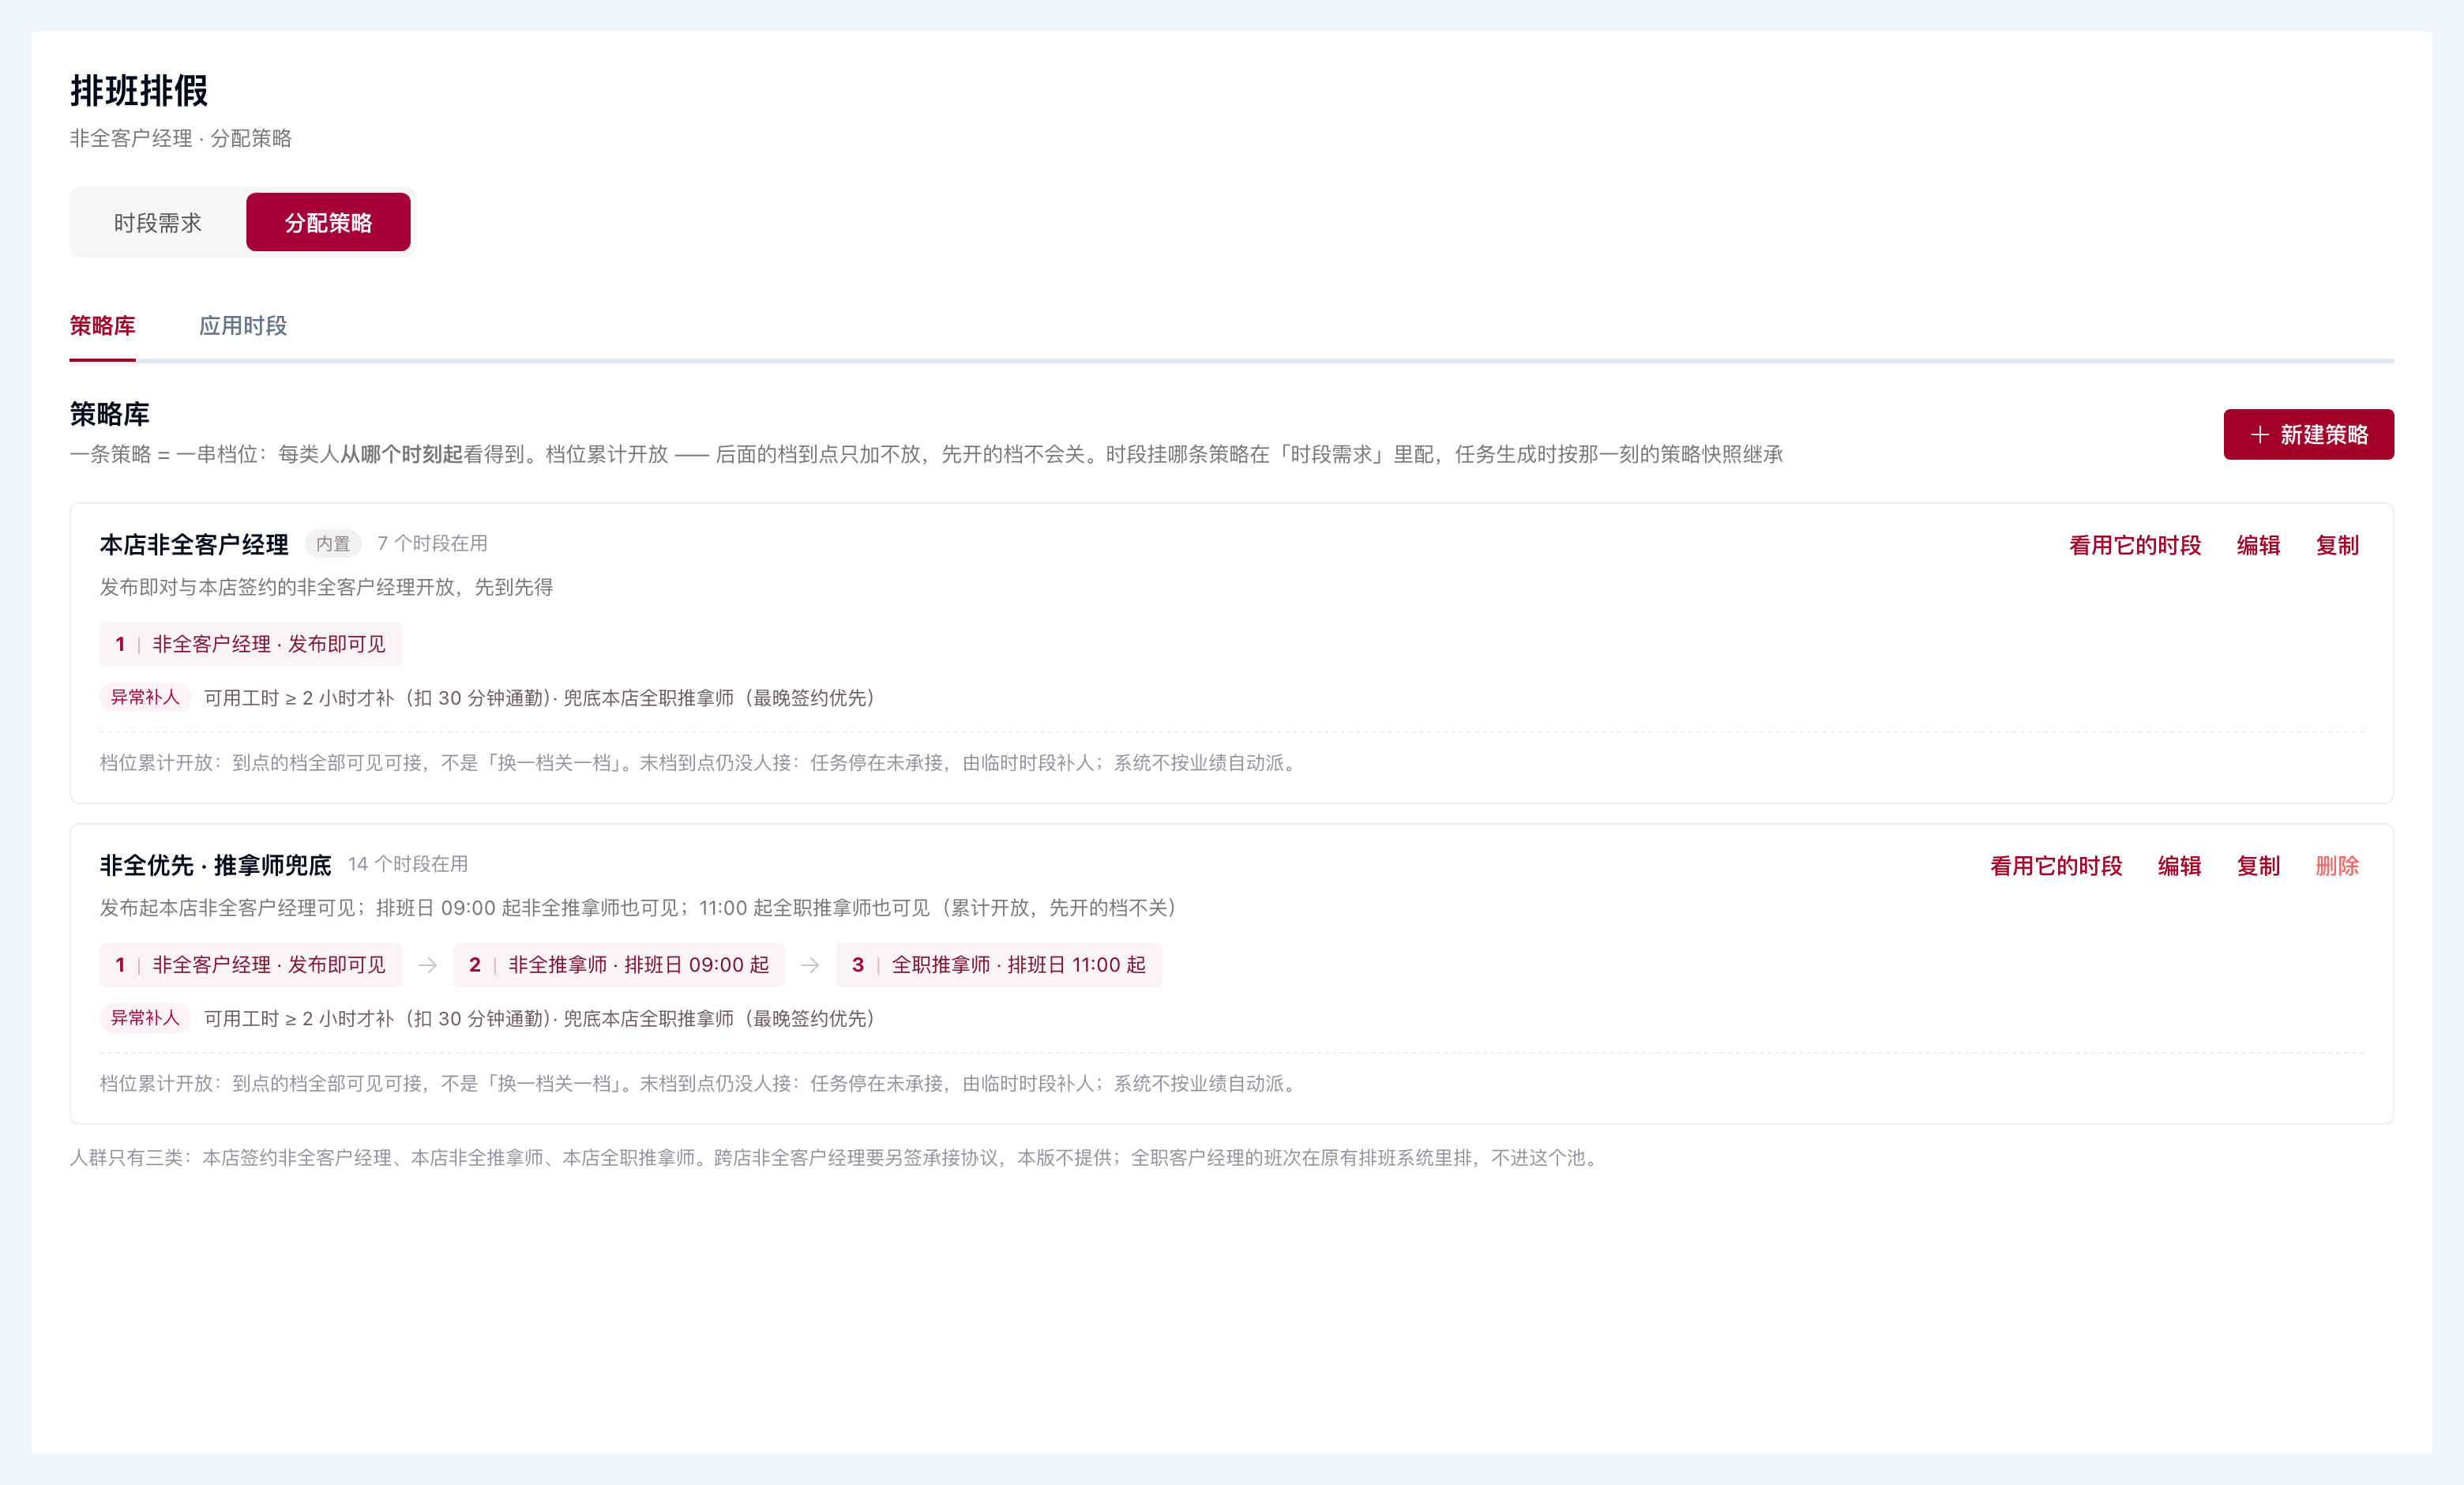 排班排假
非全客户经理 · 分配策略
时段需求
分配策略
策略库
应用时段
策略库
一条策略 = 一串档位：每类人从哪个时刻起看得到。档位累计开放 —— 后面的档到点只加不放，先开的档不会关。时段挂哪条策略在「时段需求」里配，任务生成时按那一刻的策略快照继承
＋ 新建策略
本店非全客户经理 内置 7 个时段在用
看用它的时段 编辑 复制
发布即对与本店签约的非全客户经理开放，先到先得
1 | 非全客户经理 · 发布即可见
异常补人 可用工时 ≥ 2 小时才补（扣 30 分钟通勤）· 兜底本店全职推拿师（最晚签约优先）
档位累计开放：到点的档全部可见可接，不是「换一档关一档」。末档到点仍没人接：任务停在未承接，由临时时段补人；系统不按业绩自动派。
非全优先 · 推拿师兜底 14 个时段在用
看用它的时段 编辑 复制 删除
发布起本店非全客户经理可见；排班日 09:00 起非全推拿师也可见；11:00 起全职推拿师也可见（累计开放，先开的档不关）
1 | 非全客户经理 · 发布即可见 → 2 | 非全推拿师 · 排班日 09:00 起 → 3 | 全职推拿师 · 排班日 11:00 起
异常补人 可用工时 ≥ 2 小时才补（扣 30 分钟通勤）· 兜底本店全职推拿师（最晚签约优先）
档位累计开放：到点的档全部可见可接，不是「换一档关一档」。末档到点仍没人接：任务停在未承接，由临时时段补人；系统不按业绩自动派。
人群只有三类：本店签约非全客户经理、本店非全推拿师、本店全职推拿师。跨店非全客户经理要另签承接协议，本版不提供；全职客户经理的班次在原有排班系统里排，不进这个池。